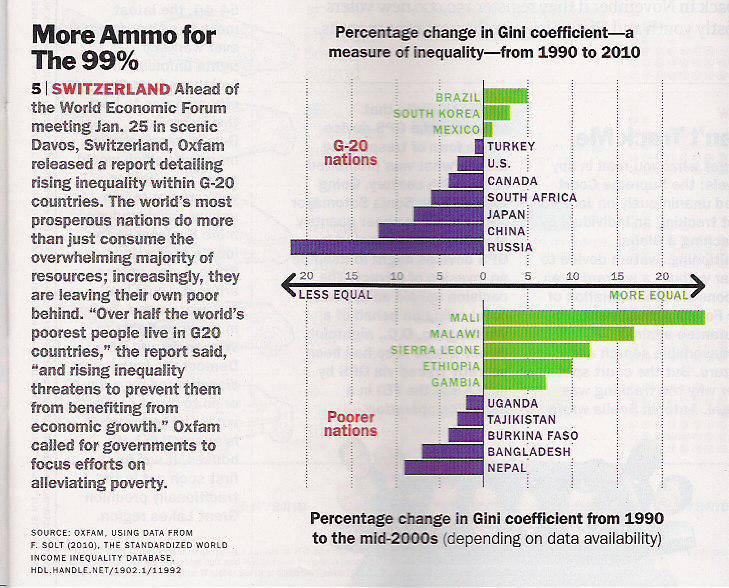 More Ammo for
The 99%
5 | SWITZERLAND Ahead of
the World Economic Forum
meeting Jan. 25 in scenic
Davos, Switzerland, Oxfam
released a report detailing
rising inequality within G-20
countries. The world's most
prosperous nations do more
than just consume the
overwhelming majority of
resources; increasingly, they
are leaving their own poor
behind. "Over half the world's
poorest people live in G20
countries," the report said,
"and rising inequality
threatens to prevent them
from benefiting from
economic growth." Oxfam
called for governments to
focus efforts on
alleviating poverty.
SOURCE: OXFAM, USING DATA FROM
F. SOLT (2010), THE STANDARDIZED WORLD
INCOME INEQUALITY DATABASE,
HDL.HANDLE.NET/1902.1/11992
Percentage change in Gini coefficient—a
measure of inequality—from 1990 to 2010
G-20
nations
BRAZIL
SOUTH KOREA
MEXICO
TURKEY
U.S.
CANADA
SOUTH AFRICA
JAPAN
CHINA
RUSSIA
20 15 10 5 0 5 10 15 20
LESS EQUAL MORE EQUAL
MALI
MALAWI
SIERRA LEONE
ETHIOPIA
GAMBIA
Poorer
nations
UGANDA
TAJIKISTAN
BURKINA FASO
BANGLADESH
NEPAL
Percentage change in Gini coefficient from 1990
to the mid-2000s (depending on data availability)